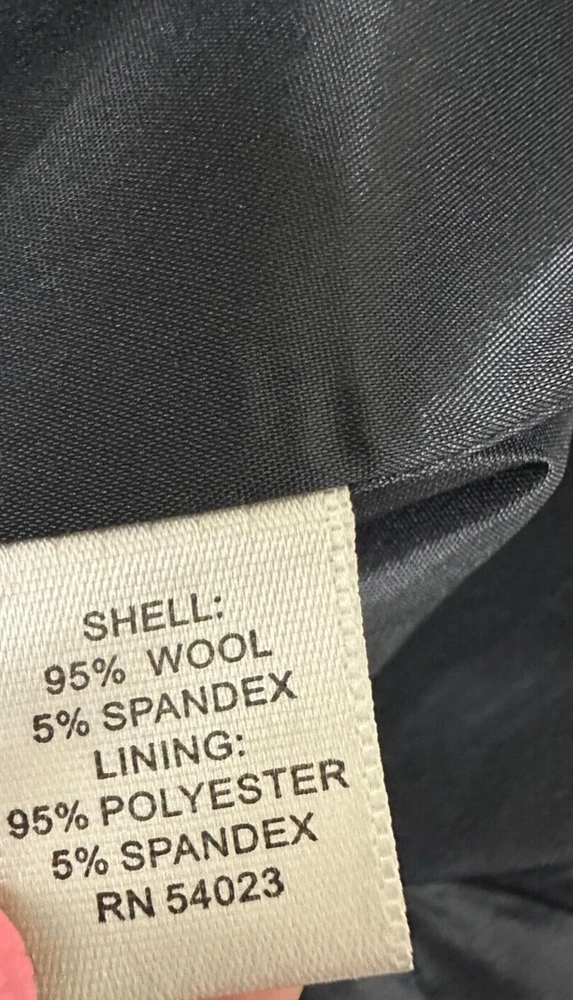 SHELL:
95% WOOL
5% SPANDEX
LINING:
95% POLYESTER
5% SPANDEX
RN 54023